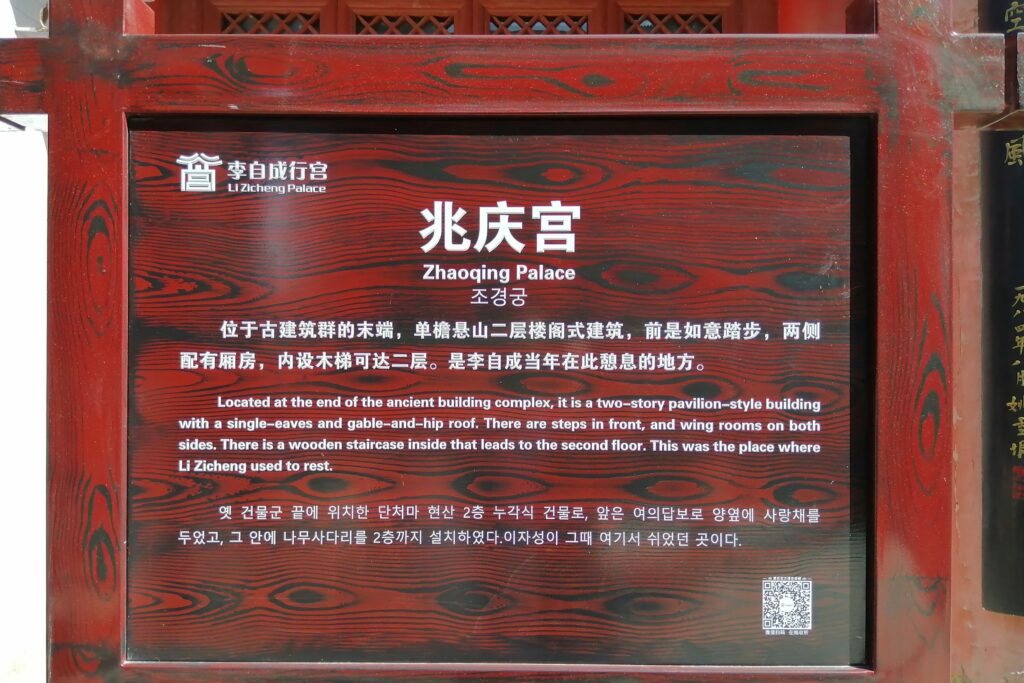 李自成行宫
Li Zicheng Palace
兆庆宫
Zhaoqing Palace
조경궁
位于古建筑群的末端，单檐悬山二层楼阁式建筑，前是如意踏步，两侧
配有厢房，内设木梯可达二层。是李自成当年在此憩息的地方。
Located at the end of the ancient building complex, it is a two-story pavilion-style building
with a single-eaves and gable-and-hip roof. There are steps in front, and wing rooms on both
sides. There is a wooden staircase inside that leads to the second floor. This was the place where
Li Zicheng used to rest.
옛 건물군 끝에 위치한 단처마 현산 2층 누각식 건물로, 앞은 여의답보로 양옆에 사랑채를
두었고, 그 안에 나무사다리를 2층까지 설치하였다.이자성이 그때 여기서 쉬었던 곳이다.
空
風
一九八四年八月姚